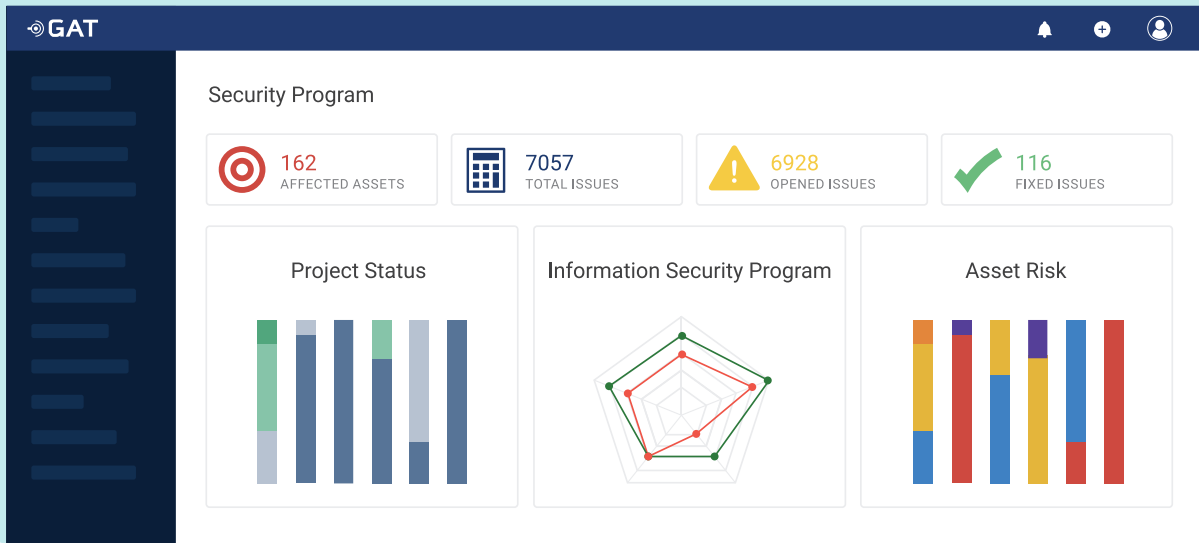 GAT
Security Program
162
AFFECTED ASSETS
7057
TOTAL ISSUES
6928
OPENED ISSUES
116
FIXED ISSUES
Project Status
Information Security Program
Asset Risk